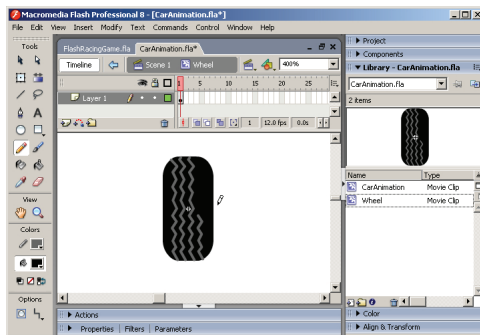 Macromedia Flash Professional 8 - [CarAnimation.fla*]
File Edit View Insert Modify Text Commands Control Window Help
Tools
FlashRacingGame.fla CarAnimation.fla*
Timeline Scene 1 Wheel 400%
1 5 10 15 20 25
Layer 1
1 12.0 fps 0.0s
View
Colors
Options
Actions
Properties Filters Parameters
Project
Components
Library - CarAnimation.fla
CarAnimation.fla
2 items
Name Type
CarAnimation Movie Clip
Wheel Movie Clip
Color
Align & Transform